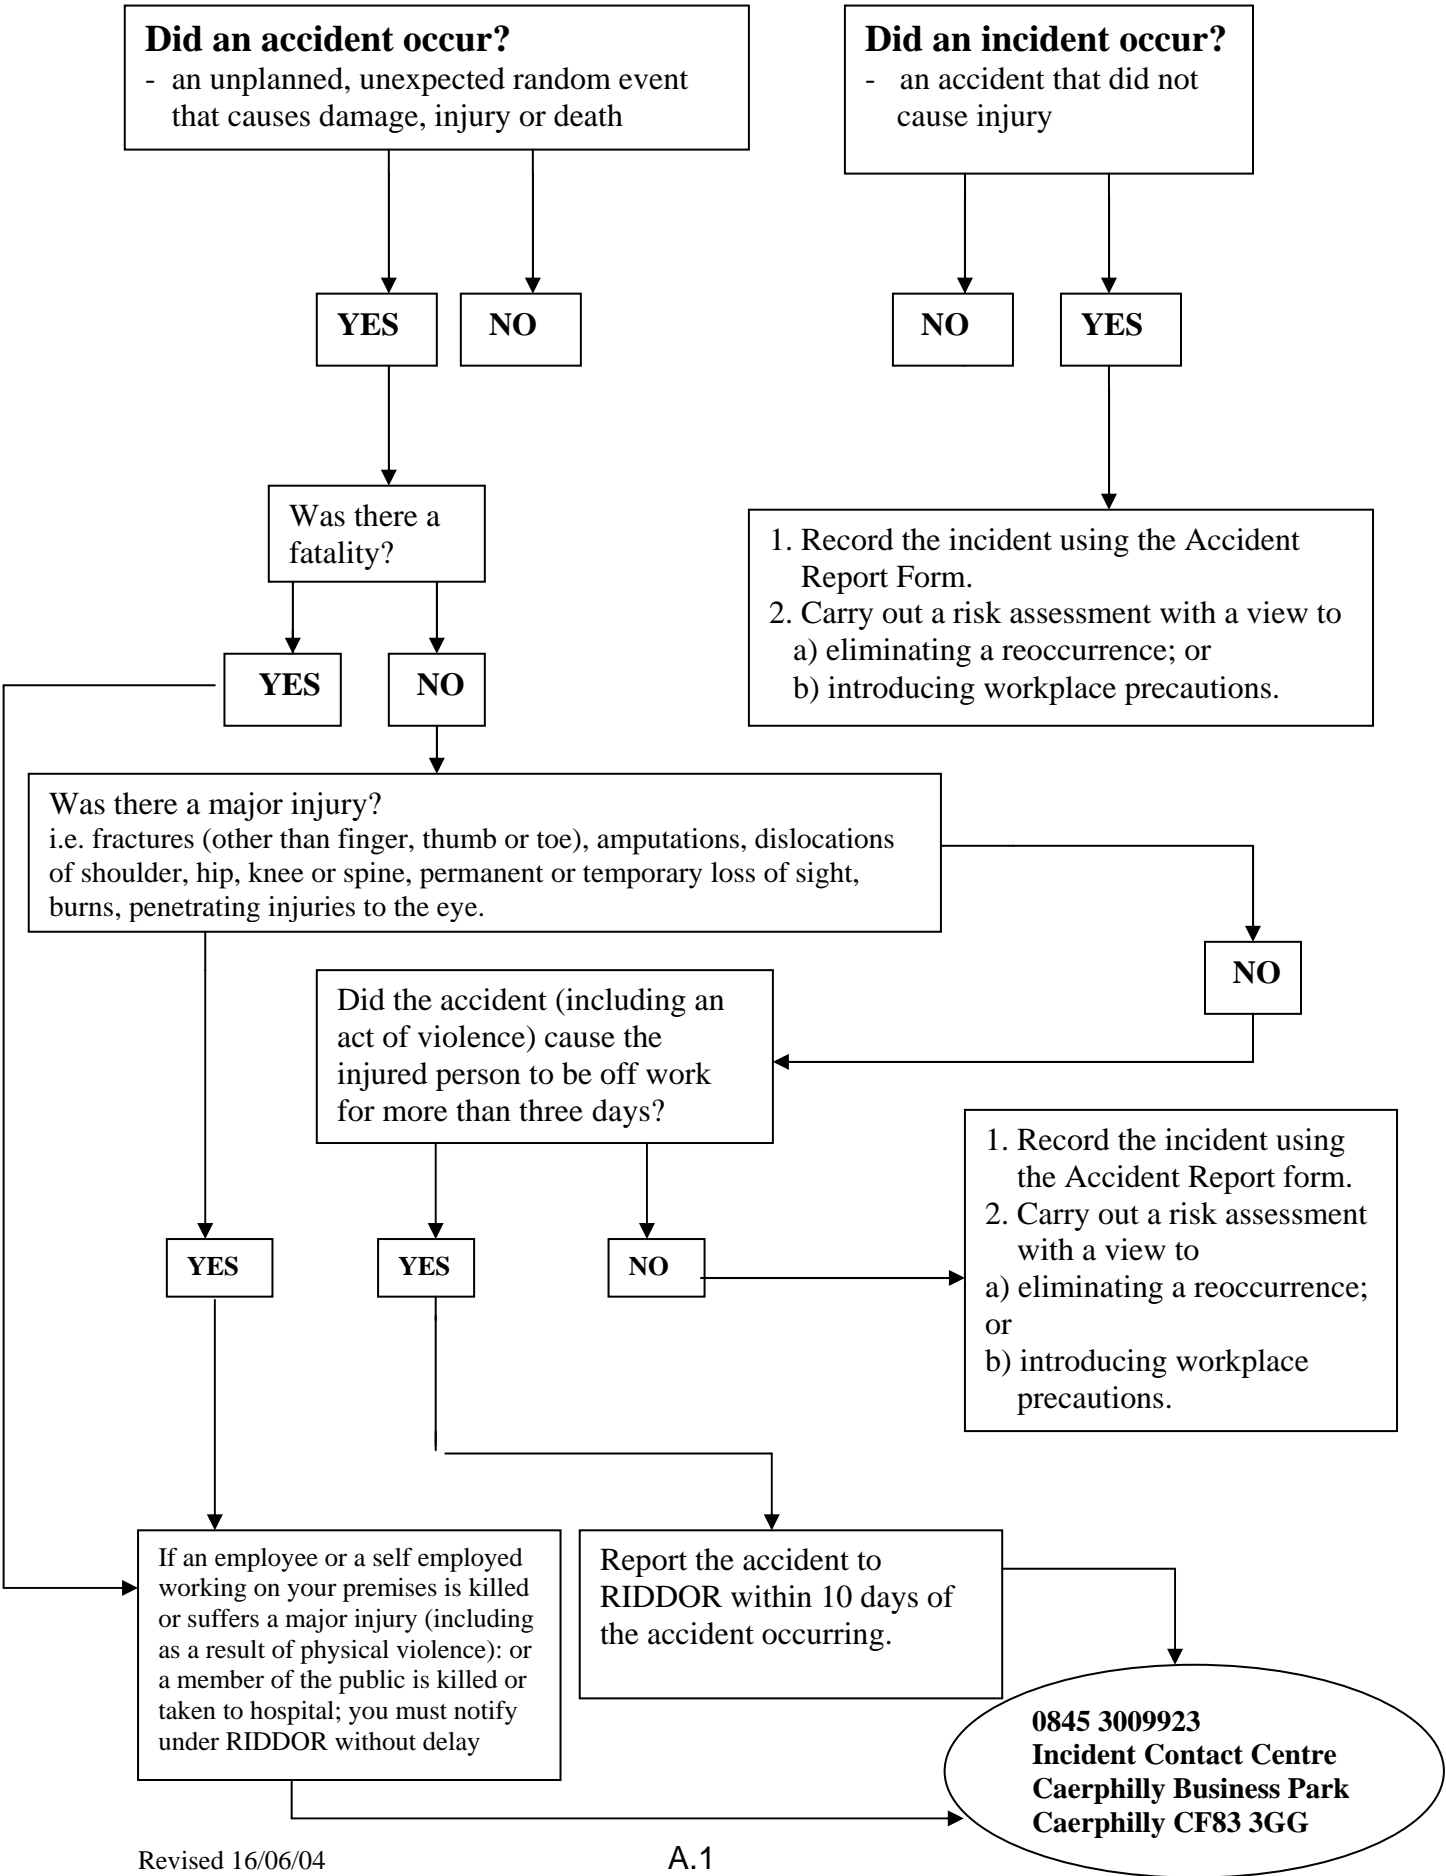 Did an accident occur?
- an unplanned, unexpected random event
that causes damage, injury or death
Did an incident occur?
- an accident that did not
cause injury
YES
NO
NO
YES
Was there a
fatality?
1. Record the incident using the Accident
Report Form.
2. Carry out a risk assessment with a view to
a) eliminating a reoccurrence; or
b) introducing workplace precautions.
YES
NO
Was there a major injury?
i.e. fractures (other than finger, thumb or toe), amputations, dislocations
of shoulder, hip, knee or spine, permanent or temporary loss of sight,
burns, penetrating injuries to the eye.
NO
Did the accident (including an
act of violence) cause the
injured person to be off work
for more than three days?
1. Record the incident using
the Accident Report form.
2. Carry out a risk assessment
with a view to
a) eliminating a reoccurrence;
or
b) introducing workplace
precautions.
YES
YES
NO
If an employee or a self employed
working on your premises is killed
or suffers a major injury (including
as a result of physical violence): or
a member of the public is killed or
taken to hospital; you must notify
under RIDDOR without delay
Report the accident to
RIDDOR within 10 days of
the accident occurring.
0845 3009923
Incident Contact Centre
Caerphilly Business Park
Caerphilly CF83 3GG
Revised 16/06/04
A.1